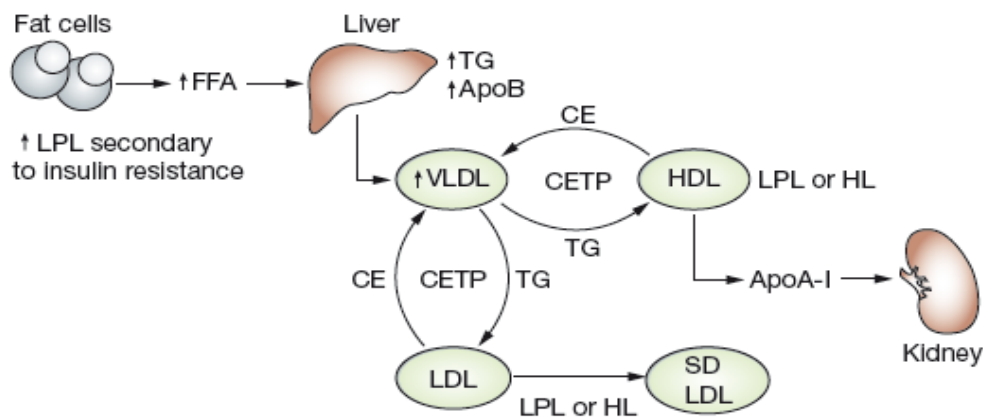 Fat cells
Liver
↑FFA
↑TG
↑ApoB
↑ LPL secondary
to insulin resistance
CE
↑VLDL
CETP
HDL
LPL or HL
TG
CE
CETP
TG
ApoA-I
Kidney
LDL
LPL or HL
SD
LDL